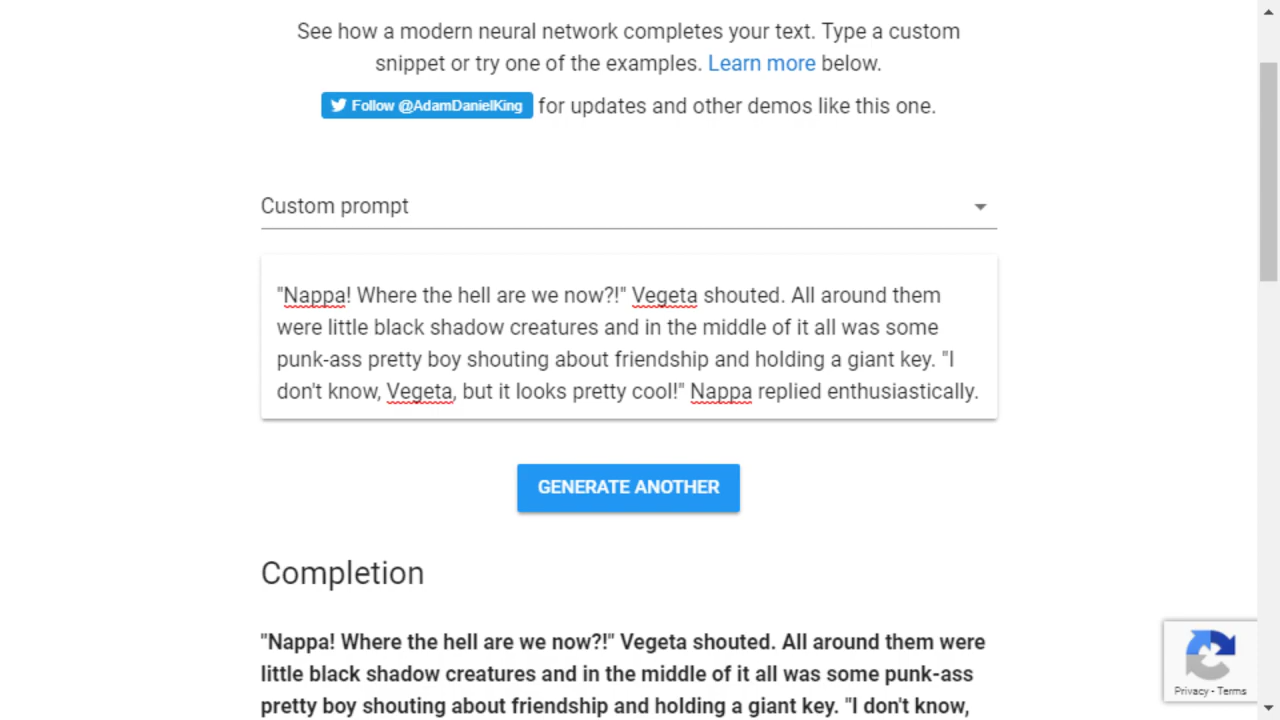 See how a modern neural network completes your text. Type a custom
snippet or try one of the examples. Learn more below.
Follow @AdamDanielKing for updates and other demos like this one.
Custom prompt
"Nappa! Where the hell are we now?!" Vegeta shouted. All around them
were little black shadow creatures and in the middle of it all was some
punk-ass pretty boy shouting about friendship and holding a giant key. "I
don't know, Vegeta, but it looks pretty cool!" Nappa replied enthusiastically.
GENERATE ANOTHER
Completion
"Nappa! Where the hell are we now?!" Vegeta shouted. All around them were
little black shadow creatures and in the middle of it all was some punk-ass
pretty boy shouting about friendship and holding a giant key. "I don't know,
Privacy - Terms